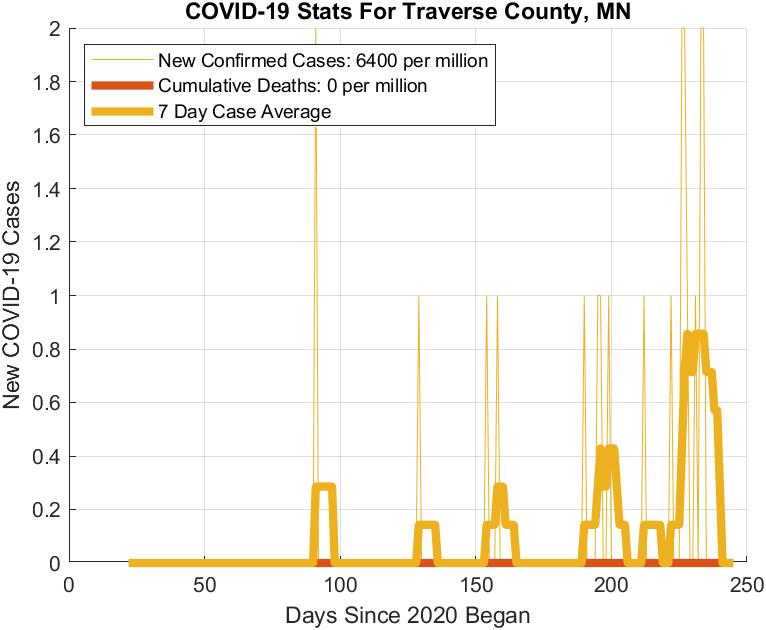 COVID-19 Stats For Traverse County, MN
New Confirmed Cases: 6400 per million
Cumulative Deaths: 0 per million
7 Day Case Average
New COVID-19 Cases
2
1.8
1.6
1.4
1.2
1
0.8
0.6
0.4
0.2
0
0 50 100 150 200 250
Days Since 2020 Began